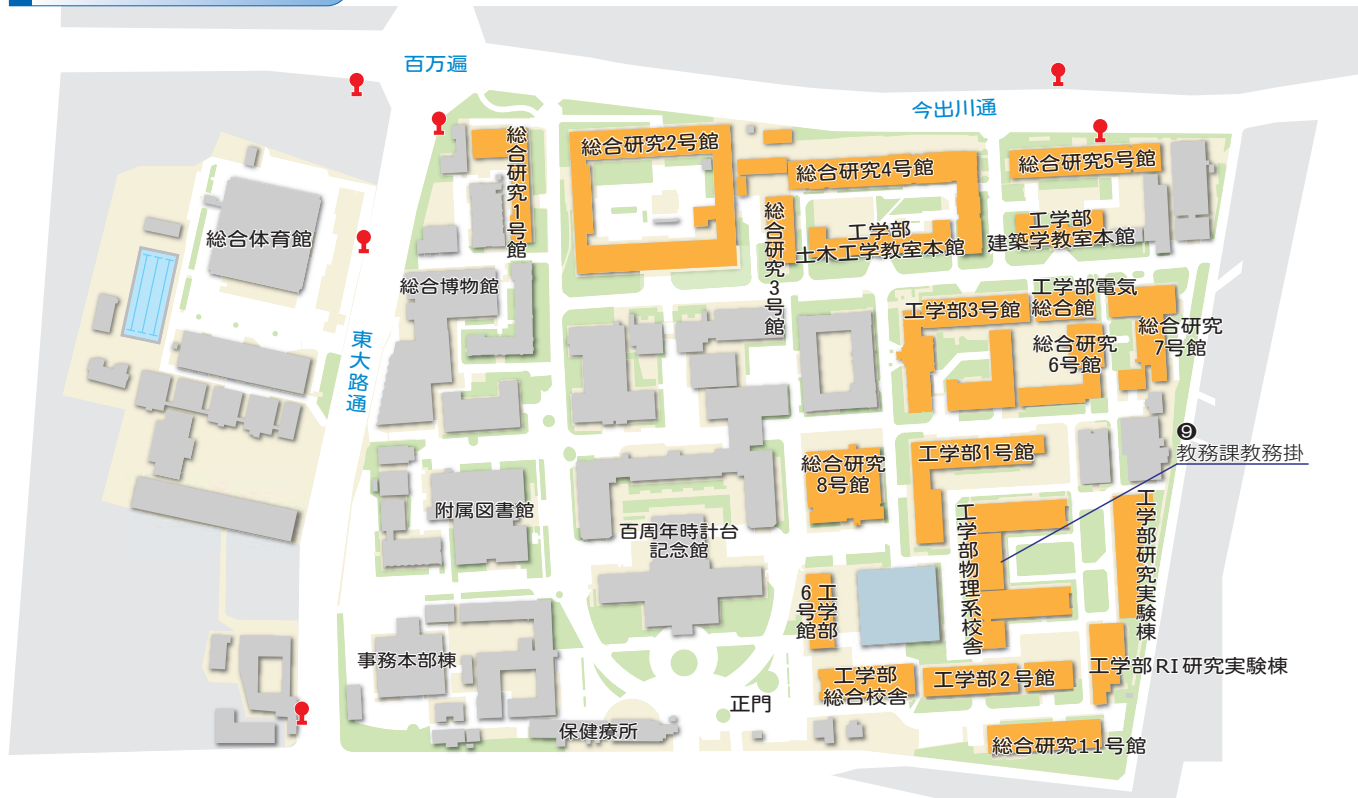 百万遍
今出川通
総合研究1号館
総合研究2号館
総合研究4号館
総合研究5号館
総合体育館
総合研究3号館
工学部
土木工学教室本館
工学部
建築学教室本館
総合博物館
工学部3号館
工学部電気
総合館
総合研究
6号館
総合研究
7号館
東大路通
❾
教務課教務掛
総合研究
8号館
工学部1号館
附属図書館
百周年時計台
記念館
工学部物理系校舎
工学部研究実験棟
工学部
6号館
事務本部棟
工学部
総合校舎
工学部2号館
工学部RI研究実験棟
正門
保健療所
総合研究11号館